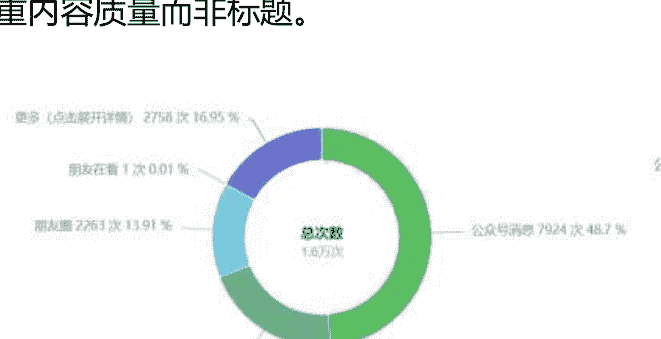 重内容质量而非标题。
更多（点击展开详情） 2758 次 16.95 %
朋友在看 1 次 0.01 %
朋友圈 2263 次 13.91 %
总次数
1.6万次
公众号消息 7924 次 48.7 %